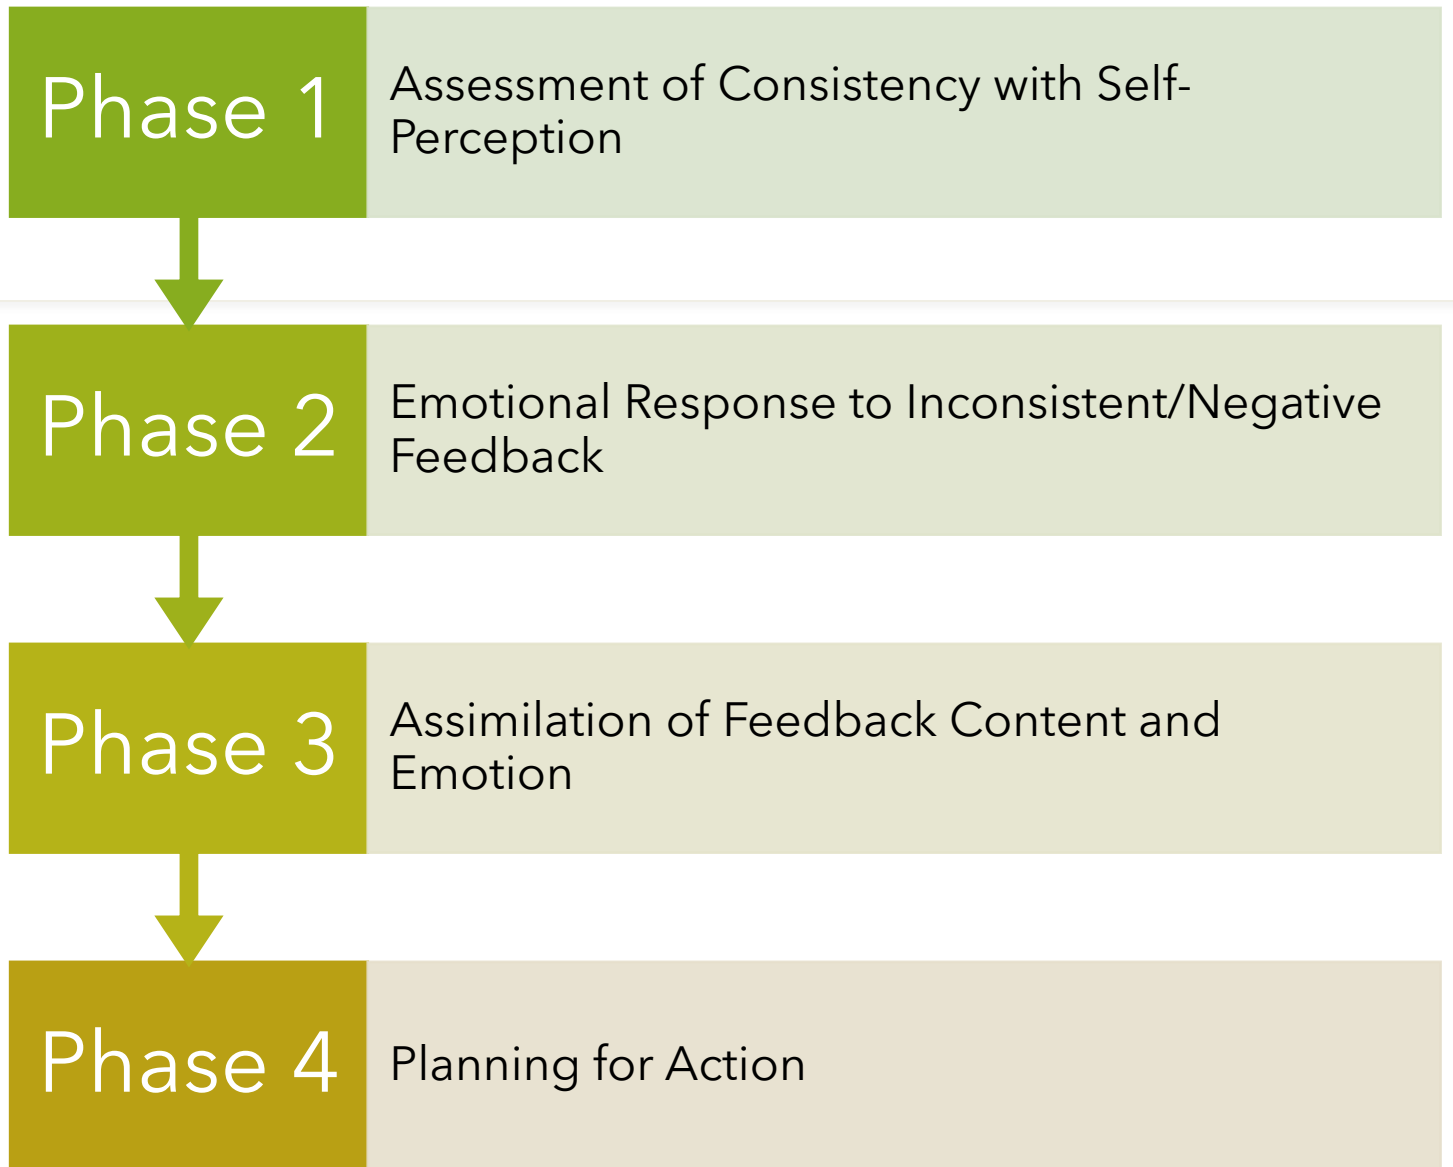 Phase 1
Assessment of Consistency with Self-
Perception
Phase 2
Emotional Response to Inconsistent/Negative
Feedback
Phase 3
Assimilation of Feedback Content and
Emotion
Phase 4
Planning for Action